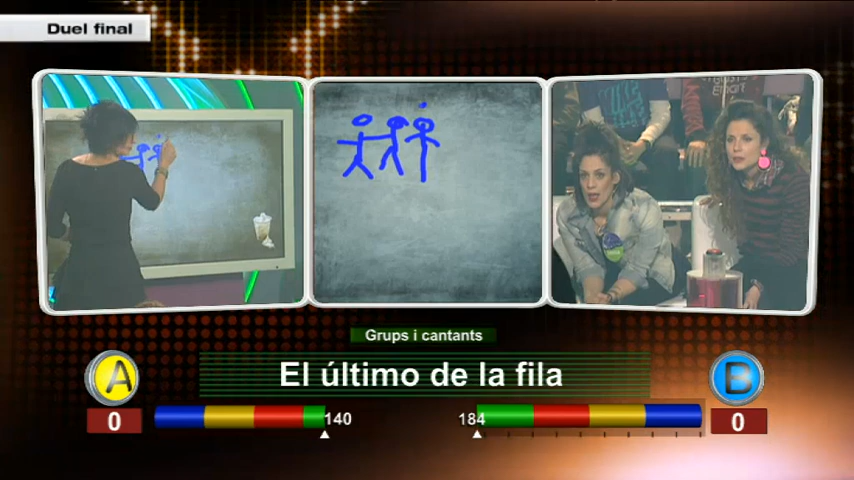 Duel final
Grups i cantants
A
El último de la fila
B
0
140
184
0